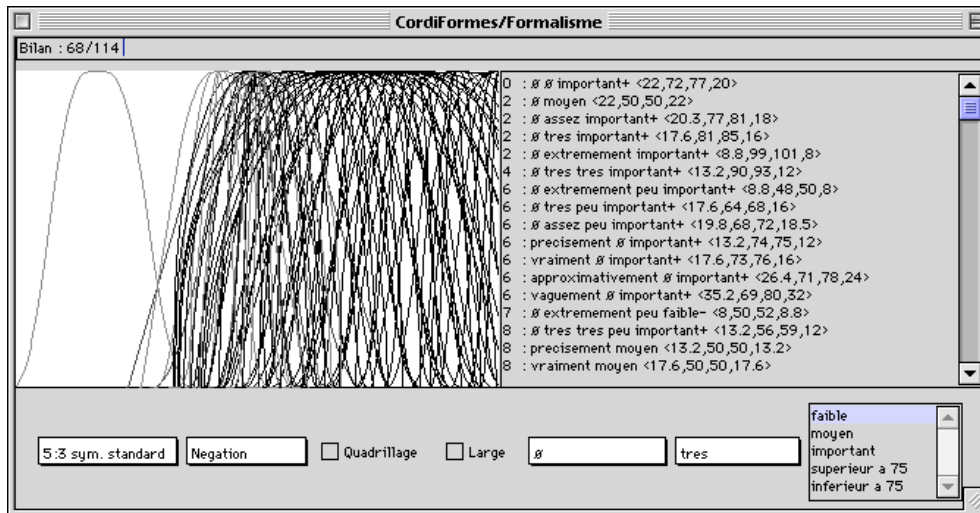 CordiFormes/Formalisme
Bilan : 68/114
0 : ø ø important+ <22,72,77,20>
2 : ø moyen <22,50,50,22>
2 : ø assez important+ <20.3,77,81,18>
2 : ø tres important+ <17.6,81,85,16>
2 : ø extremement important+ <8.8,99,101,8>
4 : ø tres tres important+ <13.2,90,93,12>
6 : ø extremement peu important+ <8.8,48,50,8>
6 : ø tres peu important+ <17.6,64,68,16>
6 : ø assez peu important+ <19.8,68,72,18.5>
6 : precisement ø important+ <13.2,74,75,12>
6 : vraiment ø important+ <17.6,73,76,16>
6 : approximativement ø important+ <26.4,71,78,24>
6 : vaguement ø important+ <35.2,69,80,32>
7 : ø extremement peu faible- <8,50,52,8.8>
8 : ø tres tres peu important+ <13.2,56,59,12>
8 : precisement moyen <13.2,50,50,13.2>
8 : vraiment moyen <17.6,50,50,17.6>
5:3 sym. standard
Negation
Quadrillage
Large
ø
tres
faible
moyen
important
superieur a 75
inferieur a 75